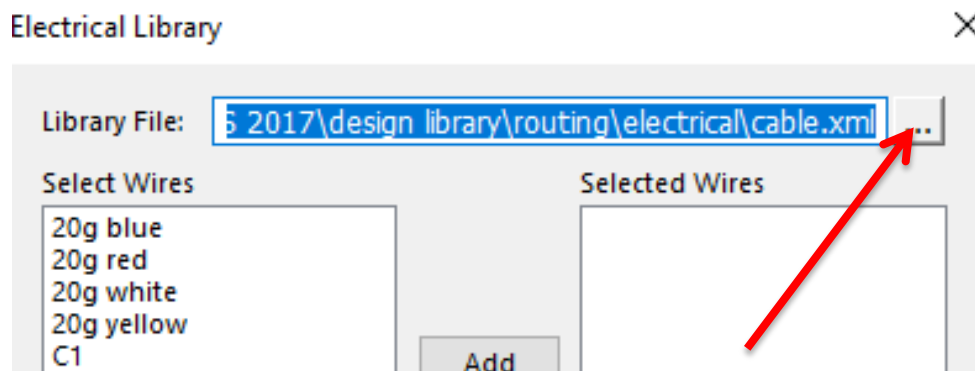 Electrical Library
Library File: 2017\design library\routing\electrical\cable.xml ...
Select Wires
Selected Wires
20g blue
20g red
20g white
20g yellow
C1
Add